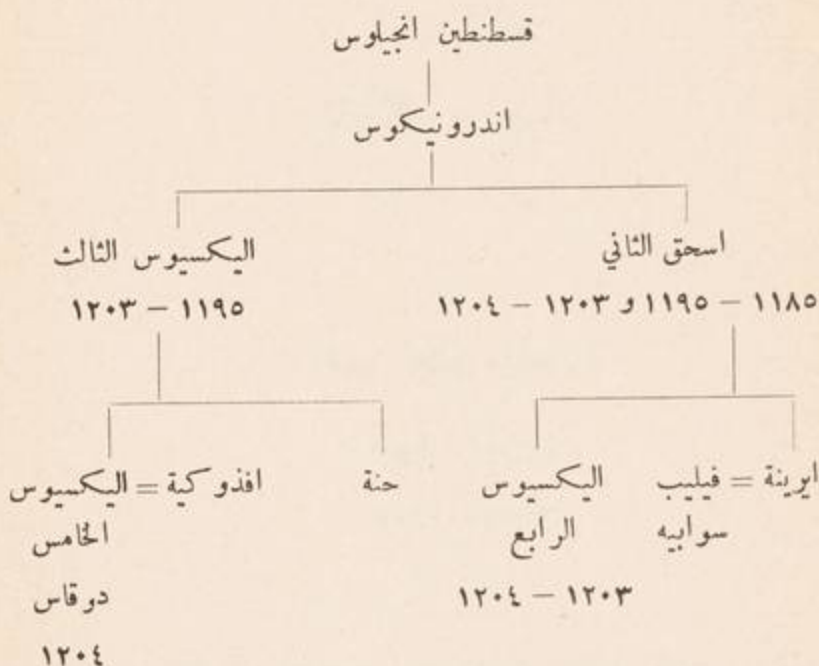 قسطنطين انجيلوس
اندرونيكوس
اسحق الثاني اليكسيوس الثالث
١١٨٥ – ١١٩٥ و ١٢٠٣ – ١٢٠٤ ١١٩٥ – ١٢٠٣
ايرينة = فيليب اليكسيوس حنة افذوكية = اليكسيوس
سوابيه الرابع الخامس
١٢٠٣ – ١٢٠٤ دوقاس
١٢٠٤